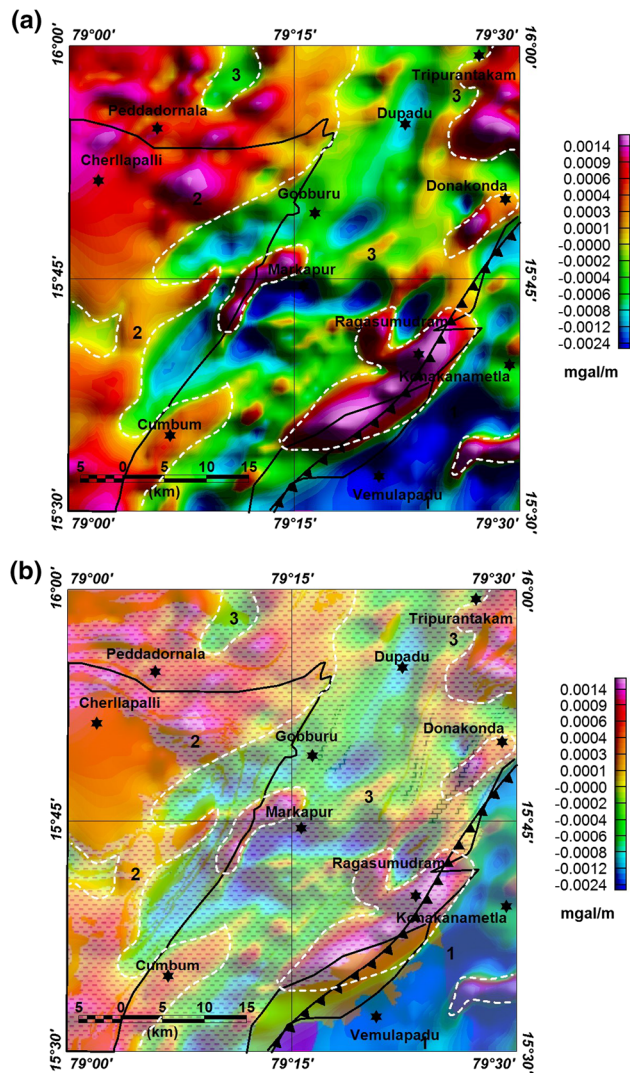 (a)
79°00' 79°15' 79°30'
16°00' 16°00'
3
Tripurantakam
3
Peddadornala
Dupadu
Cherllapalli
2
Donakonda
Gobburu
3
Markapur
15°45' 15°45'
Ragasumudram
2
Konakanametla
Cumbum
5 0 5 10 15
(km)
Vemulapadu
1
15°30' 15°30'
79°00' 79°15' 79°30'
0.0014
0.0009
0.0006
0.0004
0.0003
0.0001
-0.0000
-0.0002
-0.0004
-0.0006
-0.0008
-0.0012
-0.0024
mgal/m
(b)
79°00' 79°15' 79°30'
16°00' 16°00'
3
Tripurantakam
3
Peddadornala
Dupadu
Cherllapalli
2
Donakonda
Gobburu
3
Markapur
15°45' 15°45'
Ragasumudram
2
Konakanametla
1
Cumbum
5 0 5 10 15
(km)
Vemulapadu
1
15°30' 15°30'
79°00' 79°15' 79°30'
0.0014
0.0009
0.0006
0.0004
0.0003
0.0001
-0.0000
-0.0002
-0.0004
-0.0006
-0.0008
-0.0012
-0.0024
mgal/m